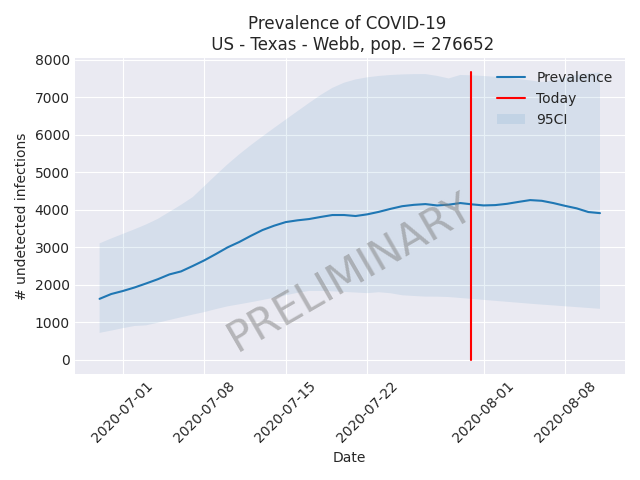 Prevalence of COVID-19
US - Texas - Webb, pop. = 276652
8000
7000
6000
5000
4000
3000
2000
1000
0
# undetected infections
Prevalence
Today
95CI
PRELIMINARY
2020-07-01
2020-07-08
2020-07-15
2020-07-22
2020-08-01
2020-08-08
Date